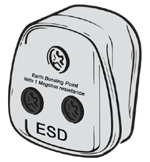 Earth Bonding Point
With 1 Megohm resistance
ESD